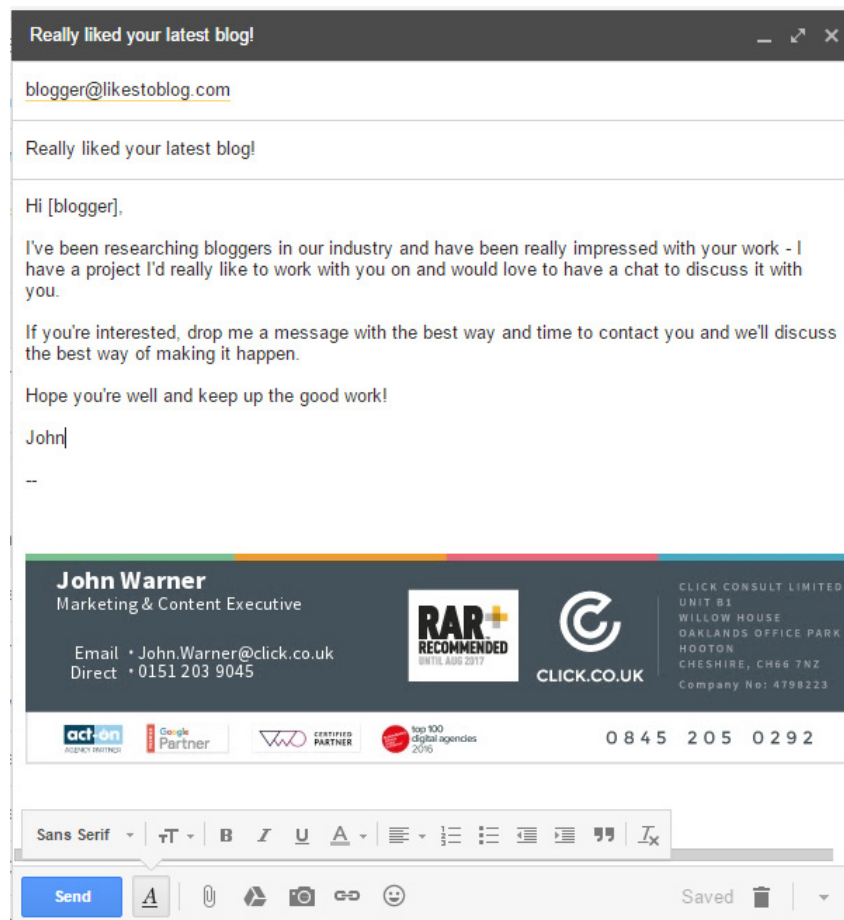 Really liked your latest blog!
blogger@likestoblog.com
Really liked your latest blog!
Hi [blogger],
I've been researching bloggers in our industry and have been really impressed with your work - I
have a project I'd really like to work with you on and would love to have a chat to discuss it with
you.
If you're interested, drop me a message with the best way and time to contact you and we'll discuss
the best way of making it happen.
Hope you're well and keep up the good work!
John
--
John Warner
Marketing & Content Executive
Email • John.Warner@click.co.uk
Direct • 0151 203 9045
RAR+
RECOMMENDED
UNTIL AUG 2017
CLICK.CO.UK
CLICK CONSULT LIMITED
UNIT B1
WILLOW HOUSE
OAKLANDS OFFICE PARK
HOOTON
CHESHIRE, CH66 7NZ
Company No: 4798223
act-on
AGENCY PARTNER
Google
Partner
VWO CERTIFIED
PARTNER
top 100
digital agencies
2016
0845 205 0292
Sans Serif
Send
Saved